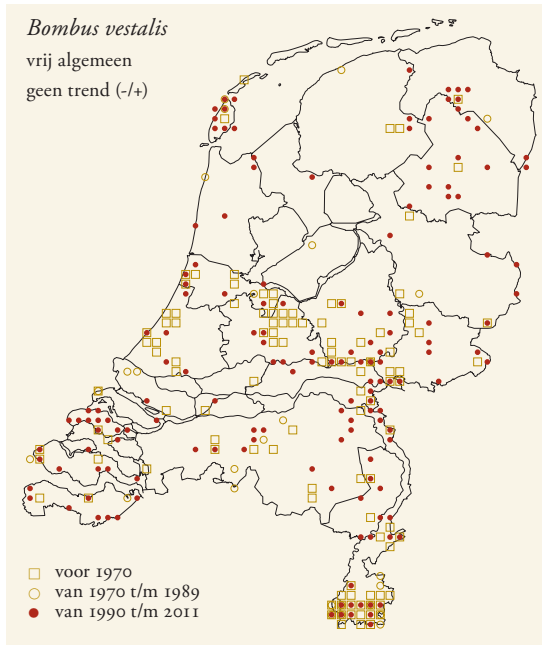 Bombus vestalis
vrij algemeen
geen trend (-/+)
voor 1970
van 1970 t/m 1989
van 1990 t/m 2011